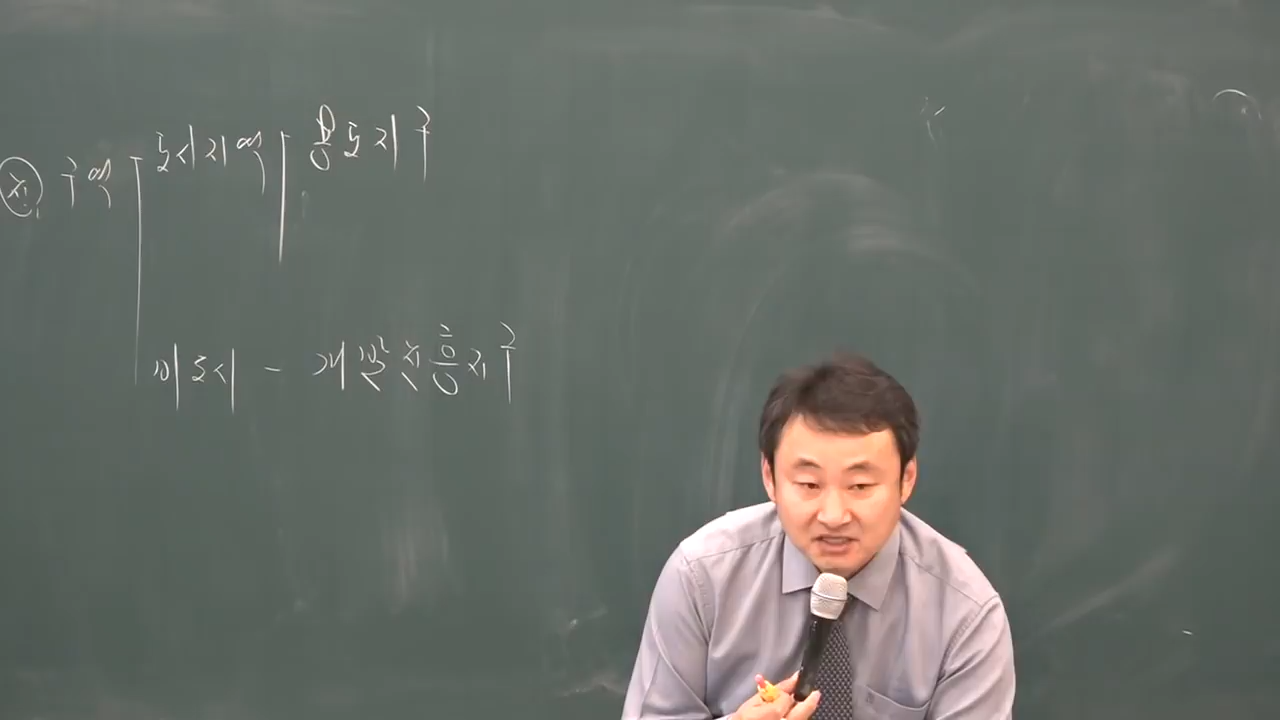 지 구역 도시지역 용도지구
비도시 - 개발진흥지구